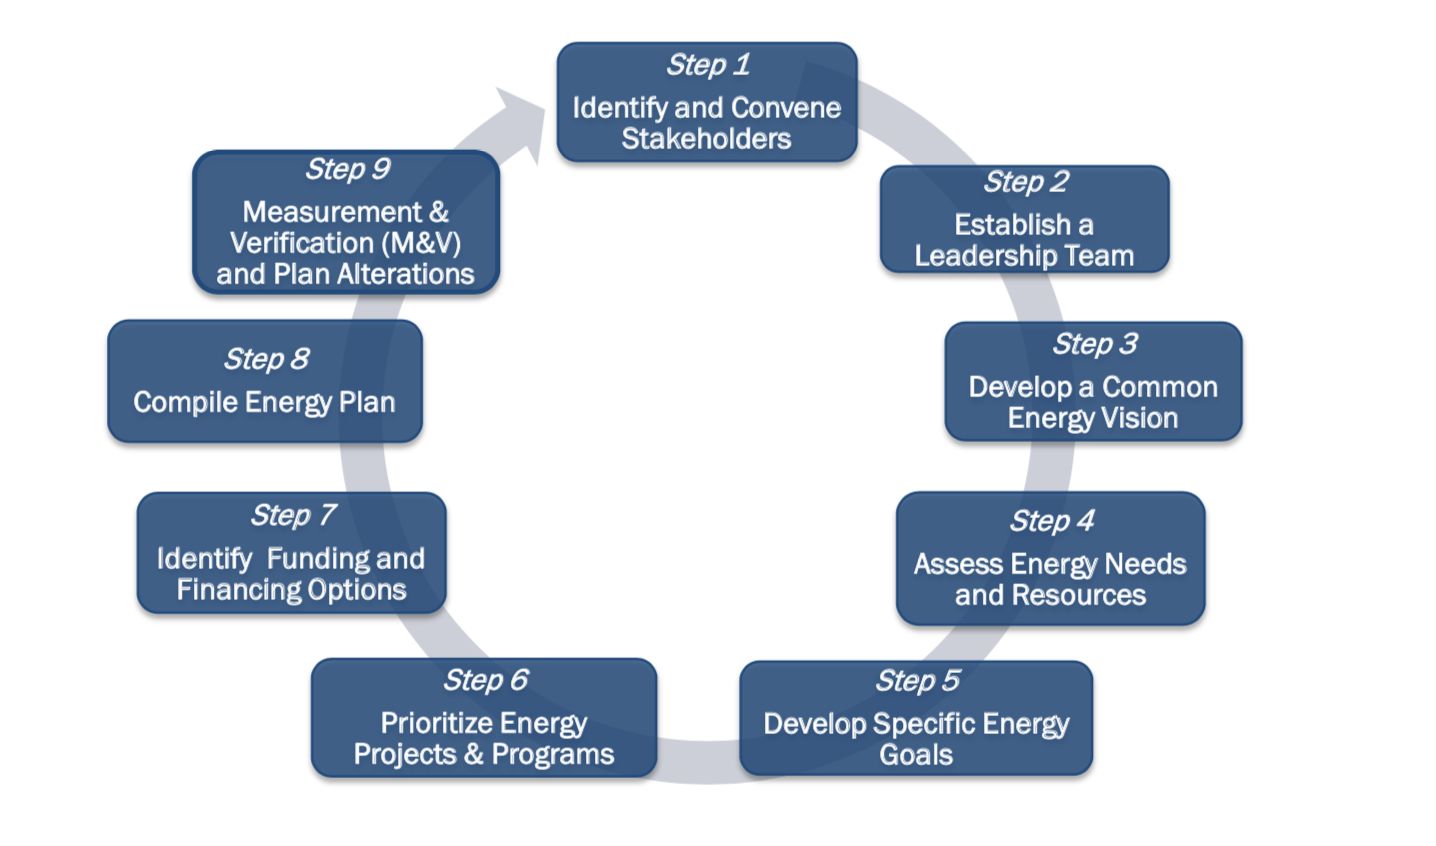 Step 1
Identify and Convene
Stakeholders
Step 2
Establish a
Leadership Team
Step 3
Develop a Common
Energy Vision
Step 4
Assess Energy Needs
and Resources
Step 5
Develop Specific Energy
Goals
Step 6
Prioritize Energy
Projects & Programs
Step 7
Identify  Funding and
Financing Options
Step 8
Compile Energy Plan
Step 9
Measurement &
Verification (M&V)
and Plan Alterations